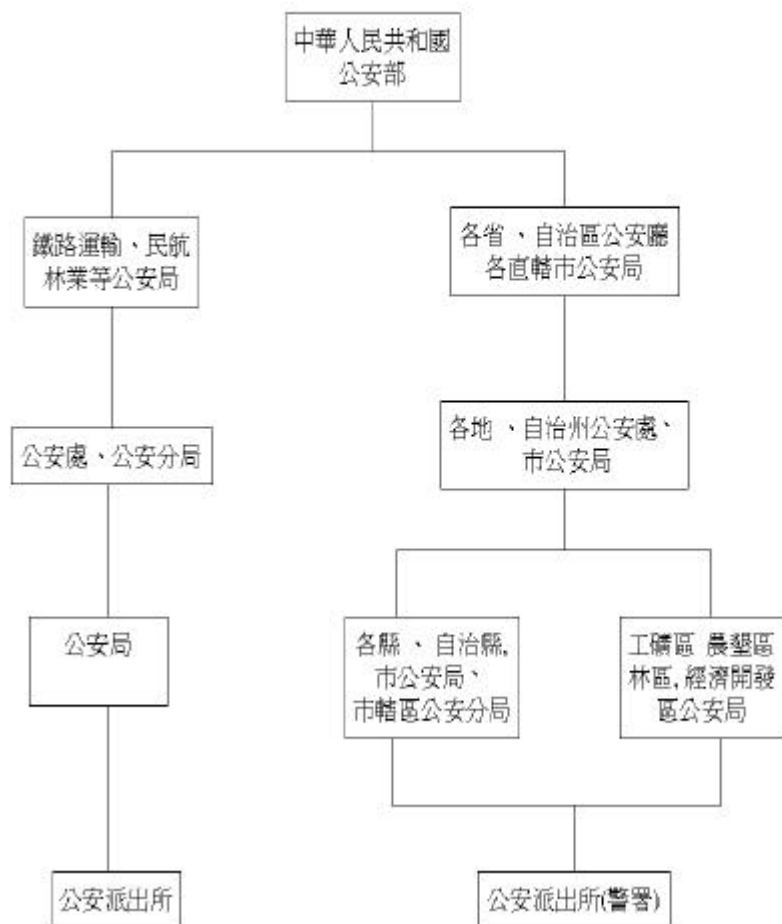 中華人民共和國
公安部
鐵路運輸、民航
林業等公安局
各省、自治區公安廳
各直轄市公安局
公安處、公安分局
各地、自治州公安處、
市公安局
公安局
各縣、自治縣,
市公安局、
市轄區公安分局
工礦區 農墾區
林區,經濟開發
區公安局
公安派出所
公安派出所(警署)